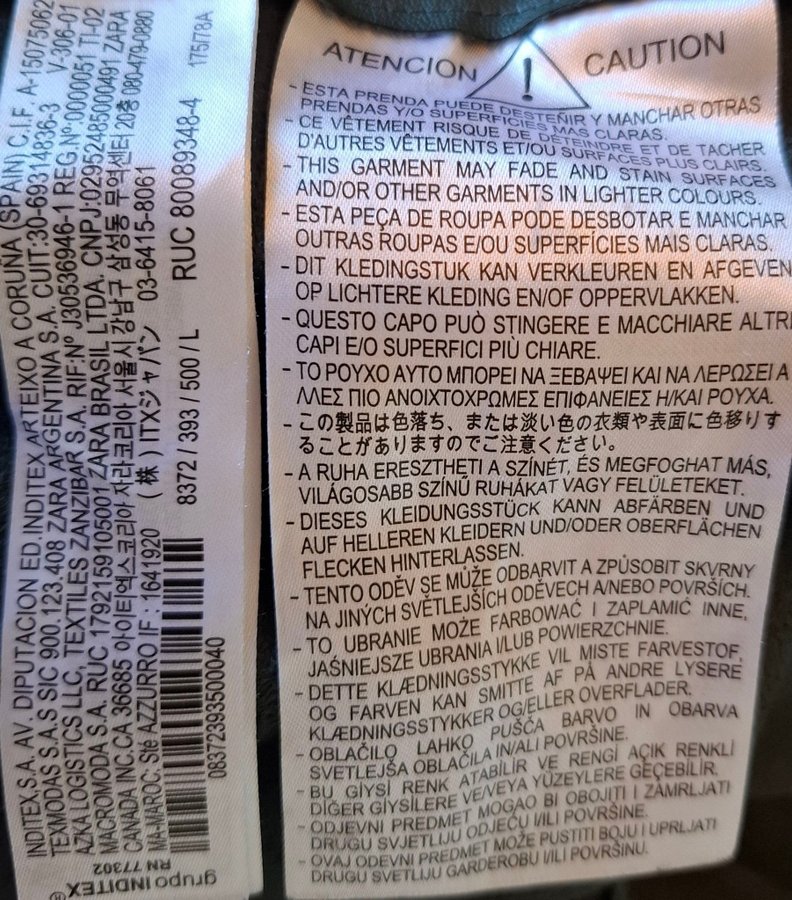 INDITEX,S.A. AV. DIPUTACION ED.INDITEX ARTEIXO A CORUÑA (SPAIN) C.I.F. A-15075062
TEXMODAS S.A.S SIC 900.123.408 ZARA ARGENTINA S.A. CUIT:30-69314836-3 V-306-01
AZKA LOGISTICS LLC, TEXTILES ZANZIBAR S.A. RIF:Nº J30536946-1 REG.Nº:0000051 TI-02
MACROMODA S.A. RUC 1792159105001 ZARA BRASIL LTDA. CNPJ:02952485000491 ZARA
CANADA INC.CA 36685 아이티엑스코리아 자라코리아 서울시 강남구 삼성동 무역센터 20층 080-479-0880
MA-MAROC: Sté AZZURRO IF : 1641920 (株) ITXジャパン 03-6415-8061 175/78A
8372 / 393 / 500 / L RUC 80089348-4
08372393500040
grupo INDITEX
RN 77302
®XƎTIᗡИI
ATENCION ! CAUTION
- ESTA PRENDA PUEDE DESTEÑIR Y MANCHAR OTRAS
PRENDAS Y/O SUPERFICIES MAS CLARAS.
- CE VÊTEMENT RISQUE DE DÉTEINDRE ET DE TACHER
D'AUTRES VÊTEMENTS ET/OU SURFACES PLUS CLAIRS.
- THIS GARMENT MAY FADE AND STAIN SURFACES
AND/OR OTHER GARMENTS IN LIGHTER COLOURS.
- ESTA PEÇA DE ROUPA PODE DESBOTAR E MANCHAR
OUTRAS ROUPAS E/OU SUPERFÍCIES MAIS CLARAS.
- DIT KLEDINGSTUK KAN VERKLEUREN EN AFGEVEN
OP LICHTERE KLEDING EN/OF OPPERVLAKKEN.
- QUESTO CAPO PUÒ STINGERE E MACCHIARE ALTRI
CAPI E/O SUPERFICI PIÙ CHIARE.
- ΤΟ ΡΟΥΧΟ ΑΥΤΟ ΜΠΟΡΕΙ ΝΑ ΞΕΒΑΨΕΙ ΚΑΙ ΝΑ ΛΕΡΩΣΕΙ Α
ΛΛΕΣ ΠΙΟ ΑΝΟΙΧΤΟΧΡΩΜΕΣ ΕΠΙΦΑΝΕΙΕΣ Η/ΚΑΙ ΡΟΥΧΑ.
- この製品は色落ち、または淡い色の衣類や表面に色移りす
ることがありますのでご注意ください。
- A RUHA ERESZTHETI A SZÍNÉT, ÉS MEGFOGHAT MÁS,
VILÁGOSABB SZÍNŰ RUHÁKAT VAGY FELÜLETEKET.
- DIESES KLEIDUNGSSTÜCK KANN ABFÄRBEN UND
AUF HELLEREN KLEIDERN UND/ODER OBERFLÄCHEN
FLECKEN HINTERLASSEN.
- TENTO ODĚV SE MŮŽE ODBARVIT A ZPŮSOBIT SKVRNY
NA JINÝCH SVĚTLEJŠÍCH ODĚVECH A/NEBO POVRŠÍCH.
- TO UBRANIE MOŻE FARBOWAĆ I ZAPLAMIĆ INNE,
JAŚNIEJSZE UBRANIA I/LUB POWIERZCHNIE.
- DETTE KLÆDNINGSSTYKKE VIL MISTE FARVESTOF,
OG FARVEN KAN SMITTE AF PÅ ANDRE LYSERE
KLÆDNINGSSTYKKER OG/ELLER OVERFLADER.
- OBLAČILO LAHKO PUŠČA BARVO IN OBARVA
SVETLEJŠA OBLAČILA IN/ALI POVRŠINE.
- BU GİYSİ RENK ATABİLİR VE RENGİ AÇIK RENKLİ
DİĞER GİYSİLERE VE/VEYA YÜZEYLERE GEÇEBİLİR.
- ODJEVNI PREDMET MOGAO BI OBOJITI I ZAMRLJATI
DRUGU SVJETLIJU ODJEĆU I/ILI POVRŠINE.
- OVAJ ODEVNI PREDMET MOŽE PUSTITI BOJU I UPRLJATI
DRUGU SVETLIJU GARDEROBU I/ILI POVRŠINU.